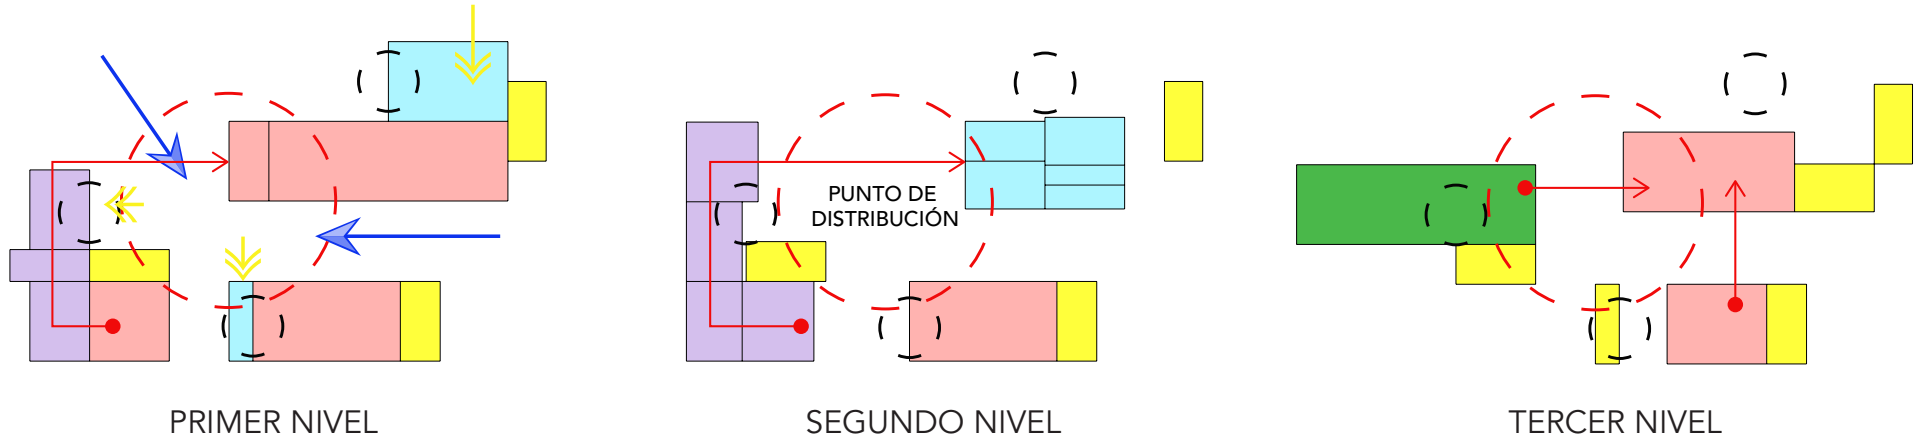 PUNTO DE
DISTRIBUCIÓN
PRIMER NIVEL
SEGUNDO NIVEL
TERCER NIVEL